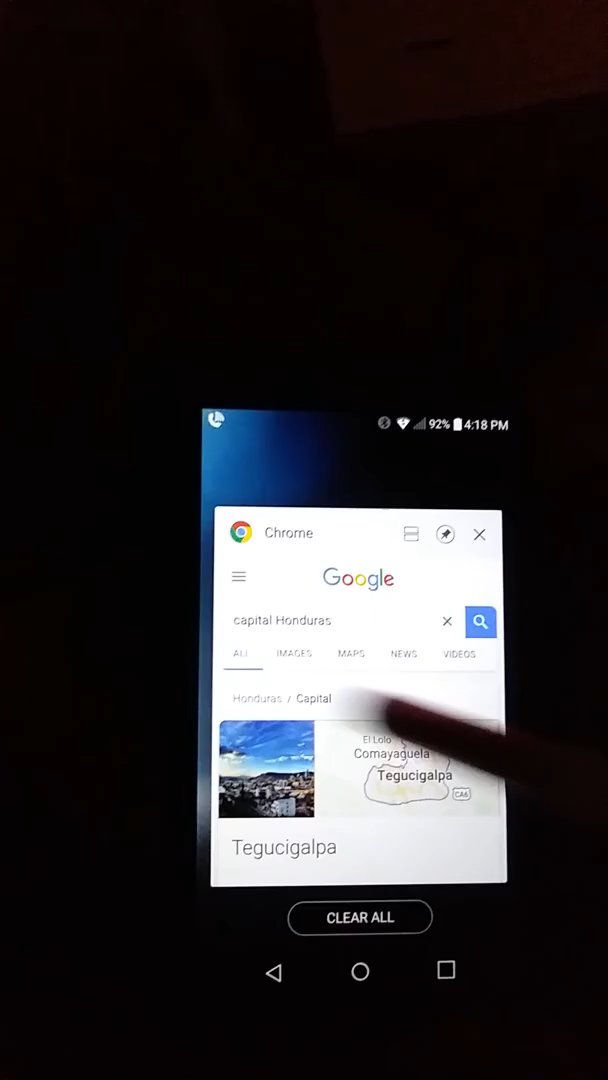 92% 4:18 PM
Chrome
Google
capital Honduras
ALL IMAGES MAPS NEWS VIDEOS
Honduras / Capital
El Lolo
Comayaguela
Tegucigalpa
CA6
Tegucigalpa
CLEAR ALL